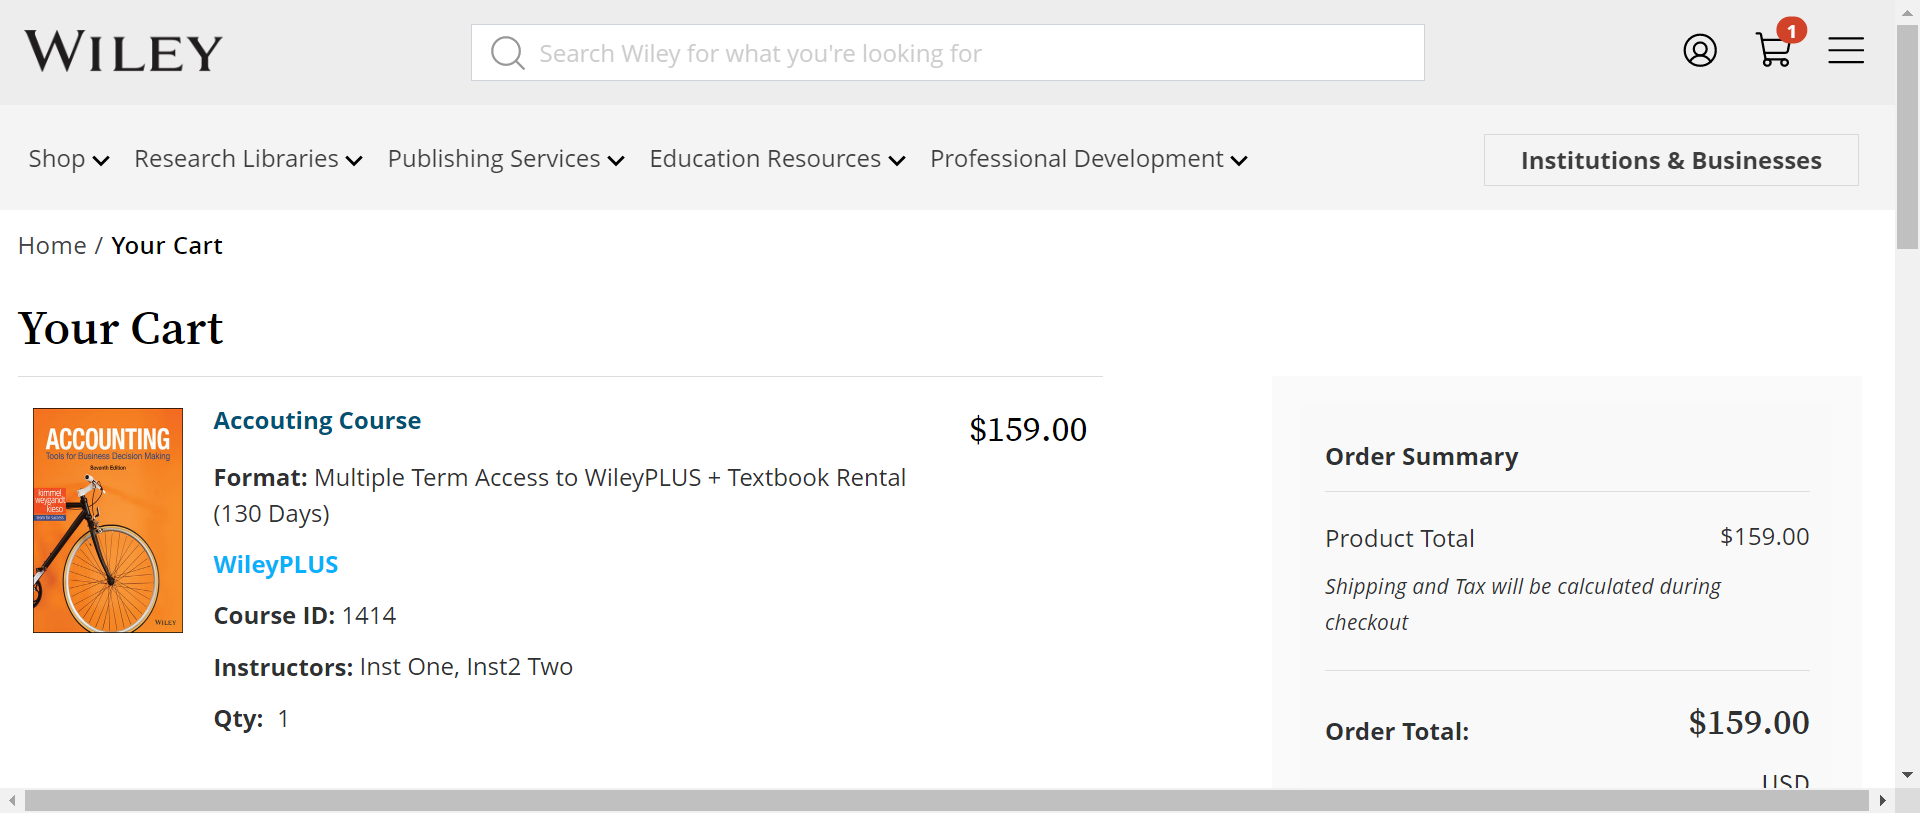 WILEY
Search Wiley for what you're looking for
1
Shop Research Libraries Publishing Services Education Resources Professional Development
Institutions & Businesses
Home / Your Cart
Your Cart
ACCOUNTING
Tools for Business Decision Making
Seventh Edition
kimmel
weygandt
kieso
WILEY
Accouting Course
$159.00
Format: Multiple Term Access to WileyPLUS + Textbook Rental
(130 Days)
WileyPLUS
Course ID: 1414
Instructors: Inst One, Inst2 Two
Qty: 1
Order Summary
Product Total $159.00
Shipping and Tax will be calculated during
checkout
Order Total: $159.00
USD